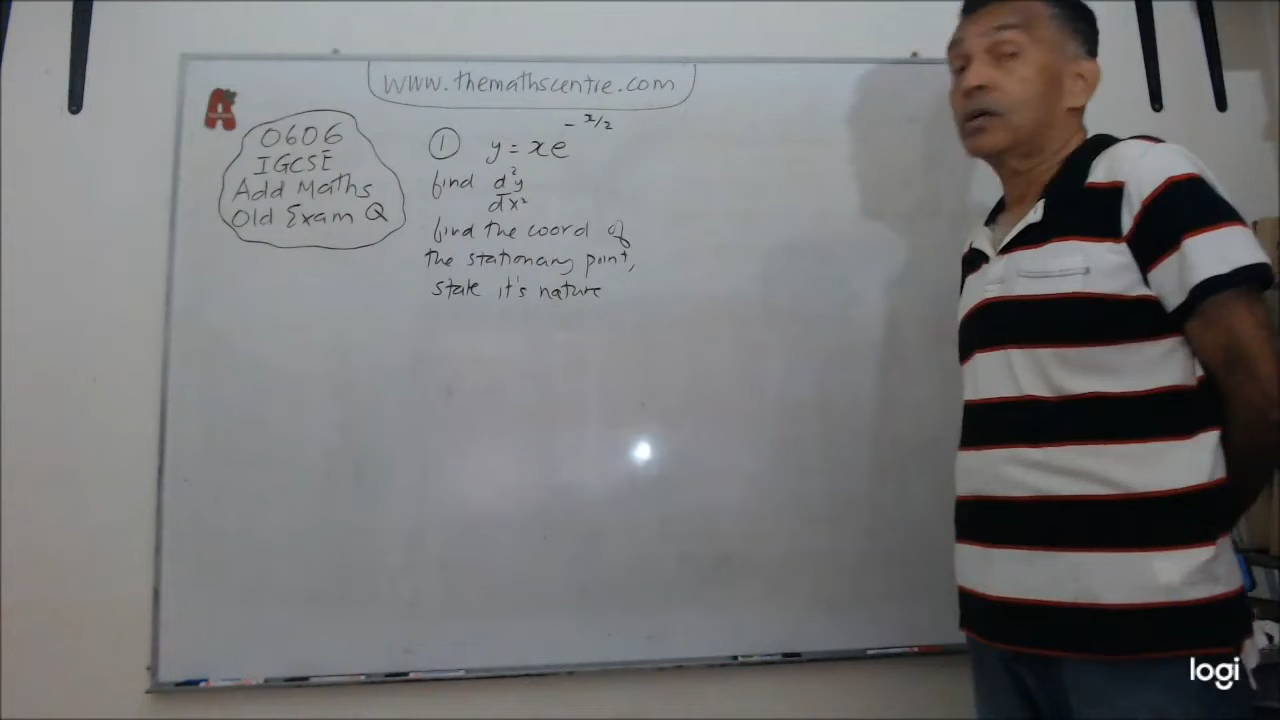 www.themathscentre.com
0606
IGCSE
Add Maths
Old Exam Q
① y = xe^{-x/2}
find d²y/dx²
find the coord of
the stationary point,
state it's nature
logi